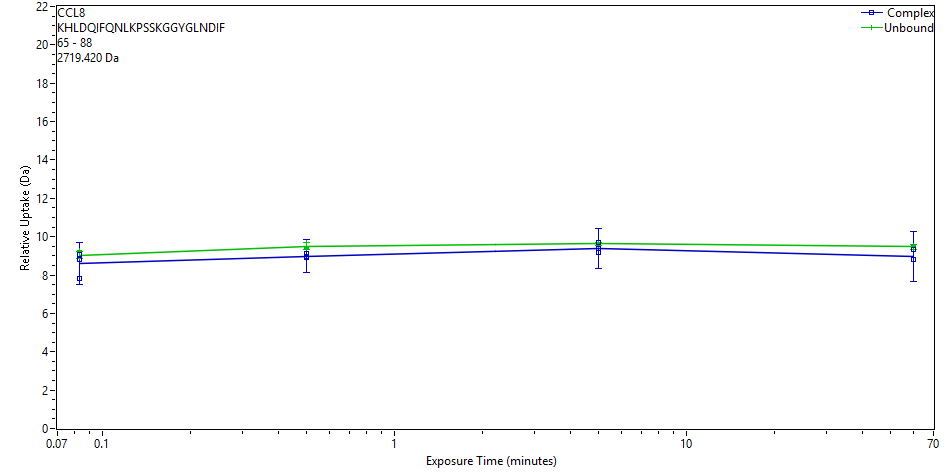 CCL8
KHLDQIFQNLKPSSKGGYGLNDIF
65 - 88
2719.420 Da
Complex
Unbound
22
20
18
16
14
12
10
8
6
4
2
0
Relative Uptake (Da)
0.07 0.1 1 10 70
Exposure Time (minutes)